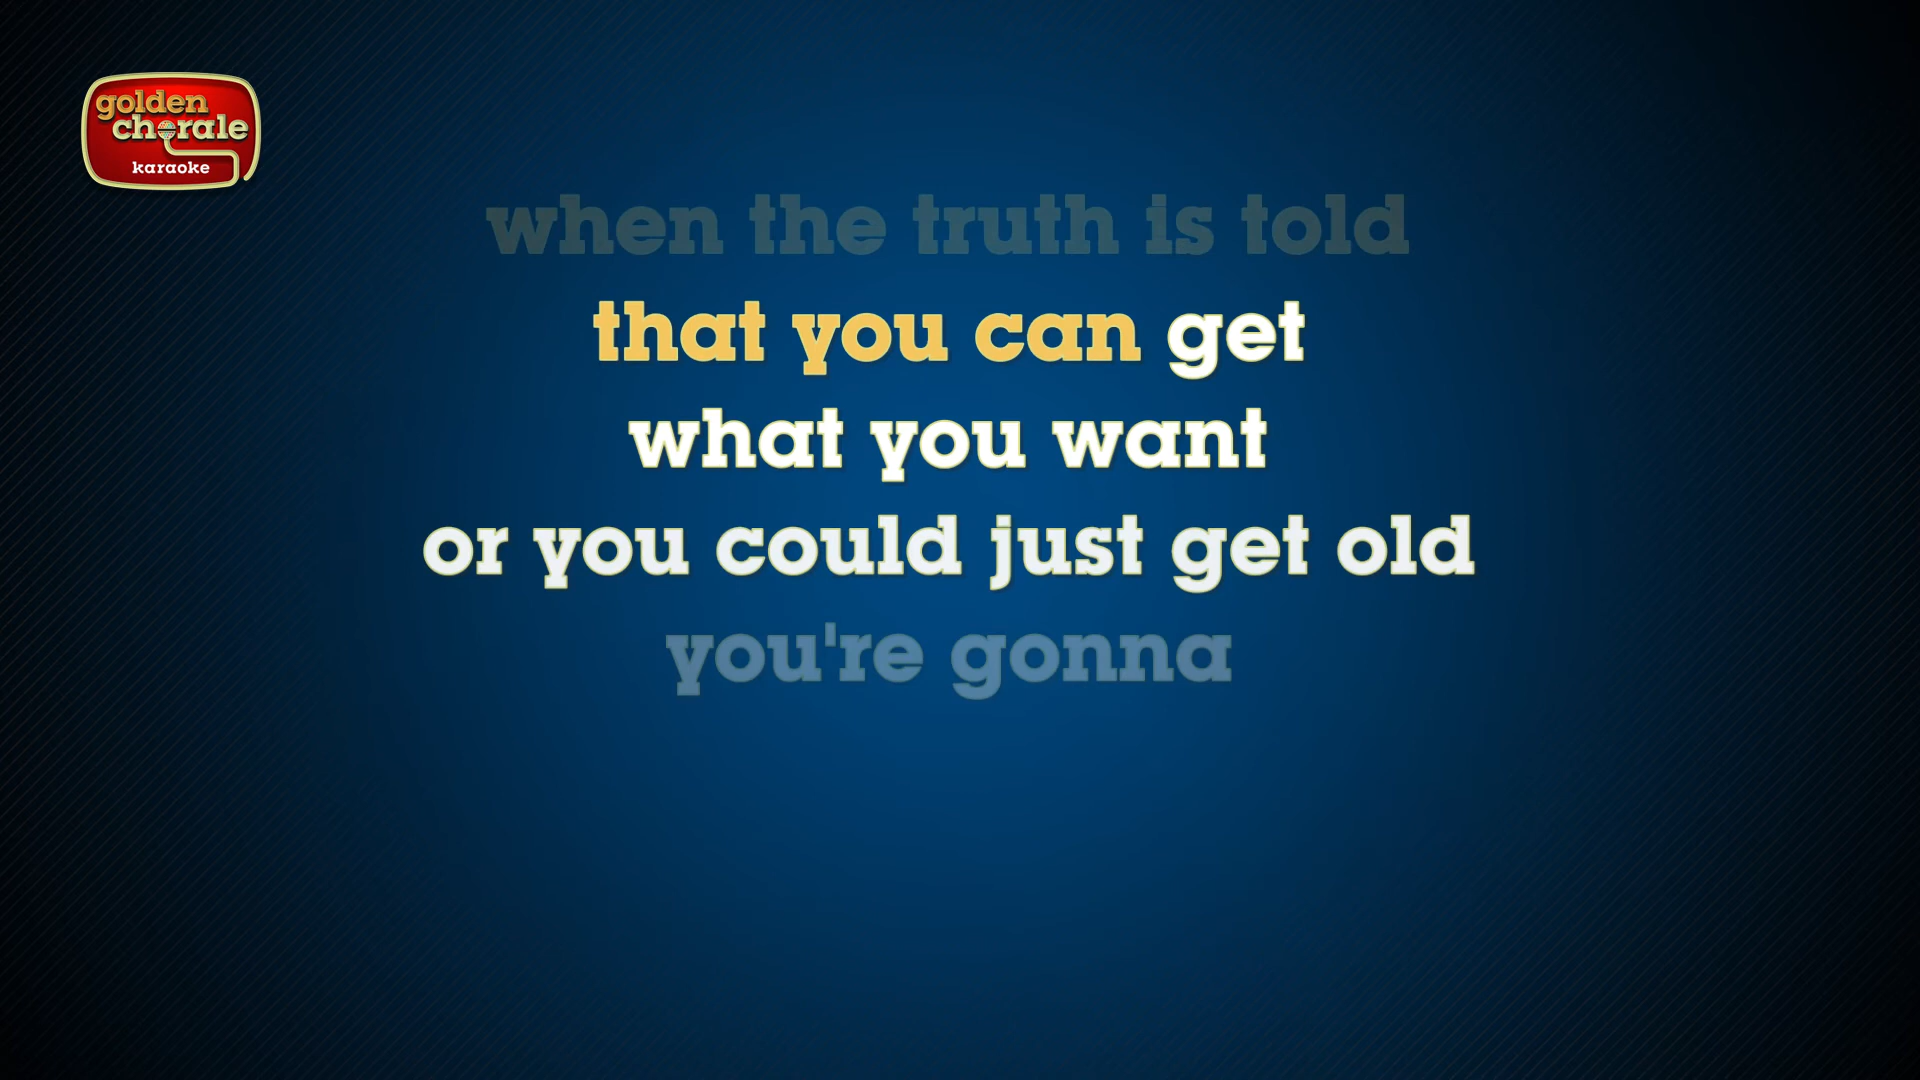 golden
chorale
karaoke
when the truth is told
that you can get
what you want
or you could just get old
you're gonna